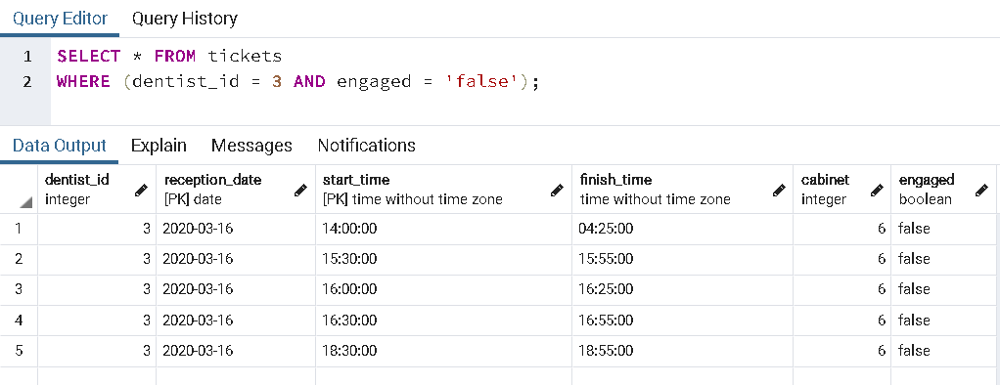 Query Editor Query History
1 SELECT * FROM tickets
2 WHERE (dentist_id = 3 AND engaged = 'false');
Data Output Explain Messages Notifications
dentist_id reception_date start_time finish_time cabinet engaged
integer [PK] date [PK] time without time zone time without time zone integer boolean
1 3 2020-03-16 14:00:00 04:25:00 6 false
2 3 2020-03-16 15:30:00 15:55:00 6 false
3 3 2020-03-16 16:00:00 16:25:00 6 false
4 3 2020-03-16 16:30:00 16:55:00 6 false
5 3 2020-03-16 18:30:00 18:55:00 6 false